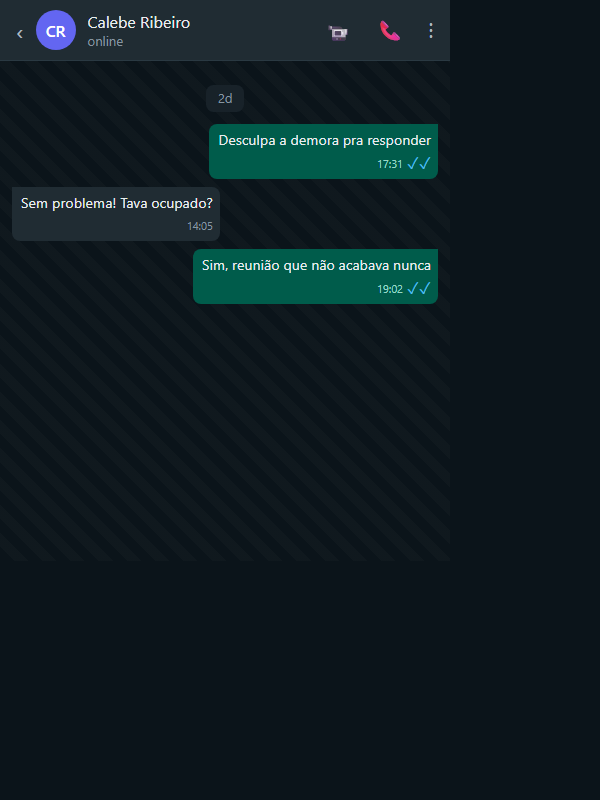 CR
Calebe Ribeiro
online
2d
Desculpa a demora pra responder
17:31 ✓✓
Sem problema! Tava ocupado?
14:05
Sim, reunião que não acabava nunca
19:02 ✓✓